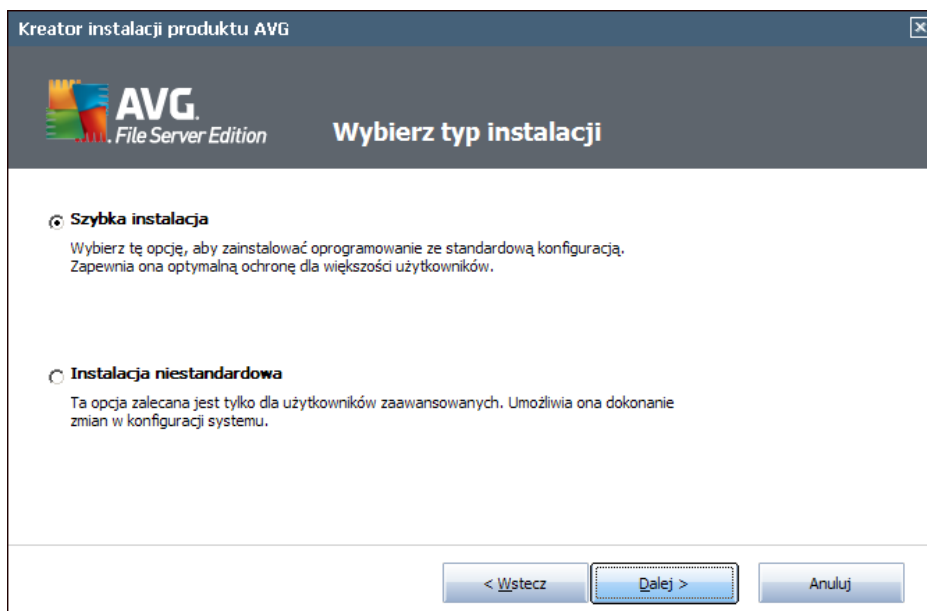 Kreator instalacji produktu AVG
AVG.
File Server Edition
Wybierz typ instalacji
Szybka instalacja
Wybierz tę opcję, aby zainstalować oprogramowanie ze standardową konfiguracją.
Zapewnia ona optymalną ochronę dla większości użytkowników.
Instalacja niestandardowa
Ta opcja zalecana jest tylko dla użytkowników zaawansowanych. Umożliwia ona dokonanie
zmian w konfiguracji systemu.
< Wstecz
Dalej >
Anuluj